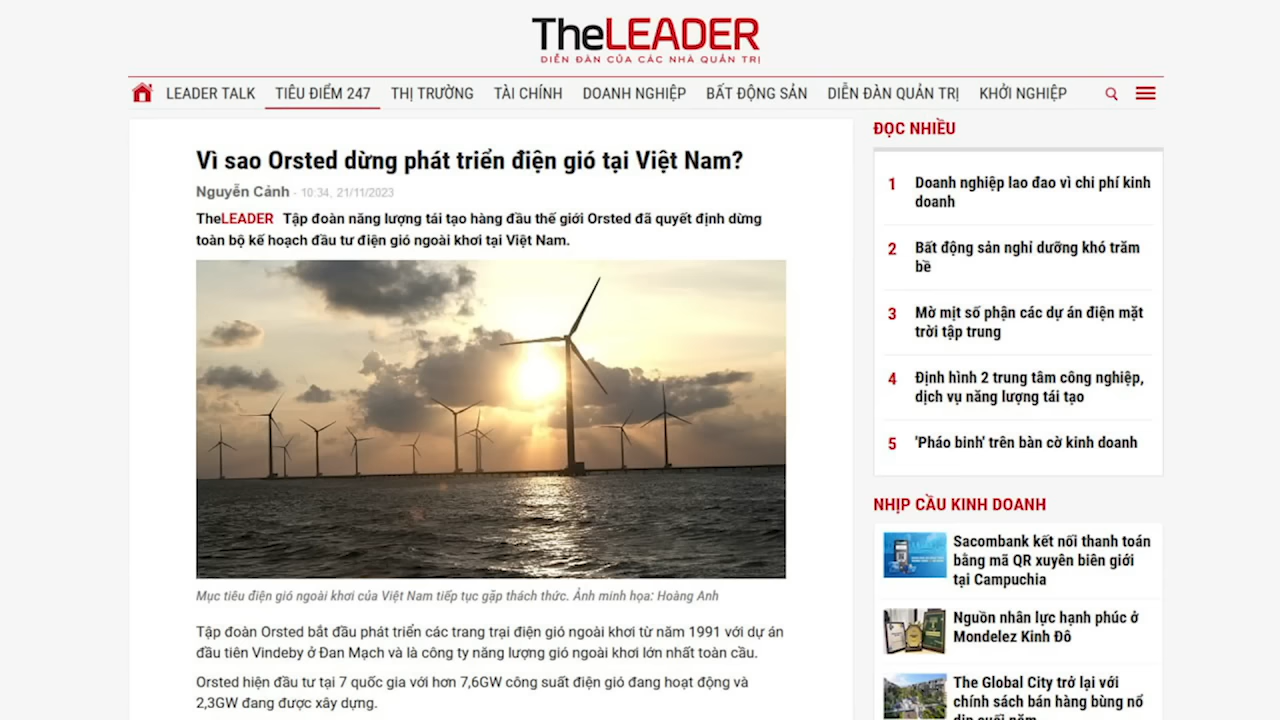 TheLEADER
DIỄN ĐÀN CỦA CÁC NHÀ QUẢN TRỊ
LEADER TALK TIÊU ĐIỂM 247 THỊ TRƯỜNG TÀI CHÍNH DOANH NGHIỆP BẤT ĐỘNG SẢN DIỄN ĐÀN QUẢN TRỊ KHỞI NGHIỆP
Vì sao Orsted dừng phát triển điện gió tại Việt Nam?
Nguyễn Cảnh - 10:34, 21/11/2023
TheLEADER Tập đoàn năng lượng tái tạo hàng đầu thế giới Orsted đã quyết định dừng
toàn bộ kế hoạch đầu tư điện gió ngoài khơi tại Việt Nam.
Mục tiêu điện gió ngoài khơi của Việt Nam tiếp tục gặp thách thức. Ảnh minh họa: Hoàng Anh
Tập đoàn Orsted bắt đầu phát triển các trang trại điện gió ngoài khơi từ năm 1991 với dự án
đầu tiên Vindeby ở Đan Mạch và là công ty năng lượng gió ngoài khơi lớn nhất toàn cầu.
Orsted hiện đầu tư tại 7 quốc gia với hơn 7,6GW công suất điện gió đang hoạt động và
2,3GW đang được xây dựng.
ĐỌC NHIỀU
1 Doanh nghiệp lao đao vì chi phí kinh
doanh
2 Bất động sản nghỉ dưỡng khó trăm
bề
3 Mờ mịt số phận các dự án điện mặt
trời tập trung
4 Định hình 2 trung tâm công nghiệp,
dịch vụ năng lượng tái tạo
5 'Pháo binh' trên bàn cờ kinh doanh
NHỊP CẦU KINH DOANH
Sacombank kết nối thanh toán
bằng mã QR xuyên biên giới
tại Campuchia
Nguồn nhân lực hạnh phúc ở
Mondelez Kinh Đô
The Global City trở lại với
chính sách bán hàng bùng nổ
dịp cuối năm